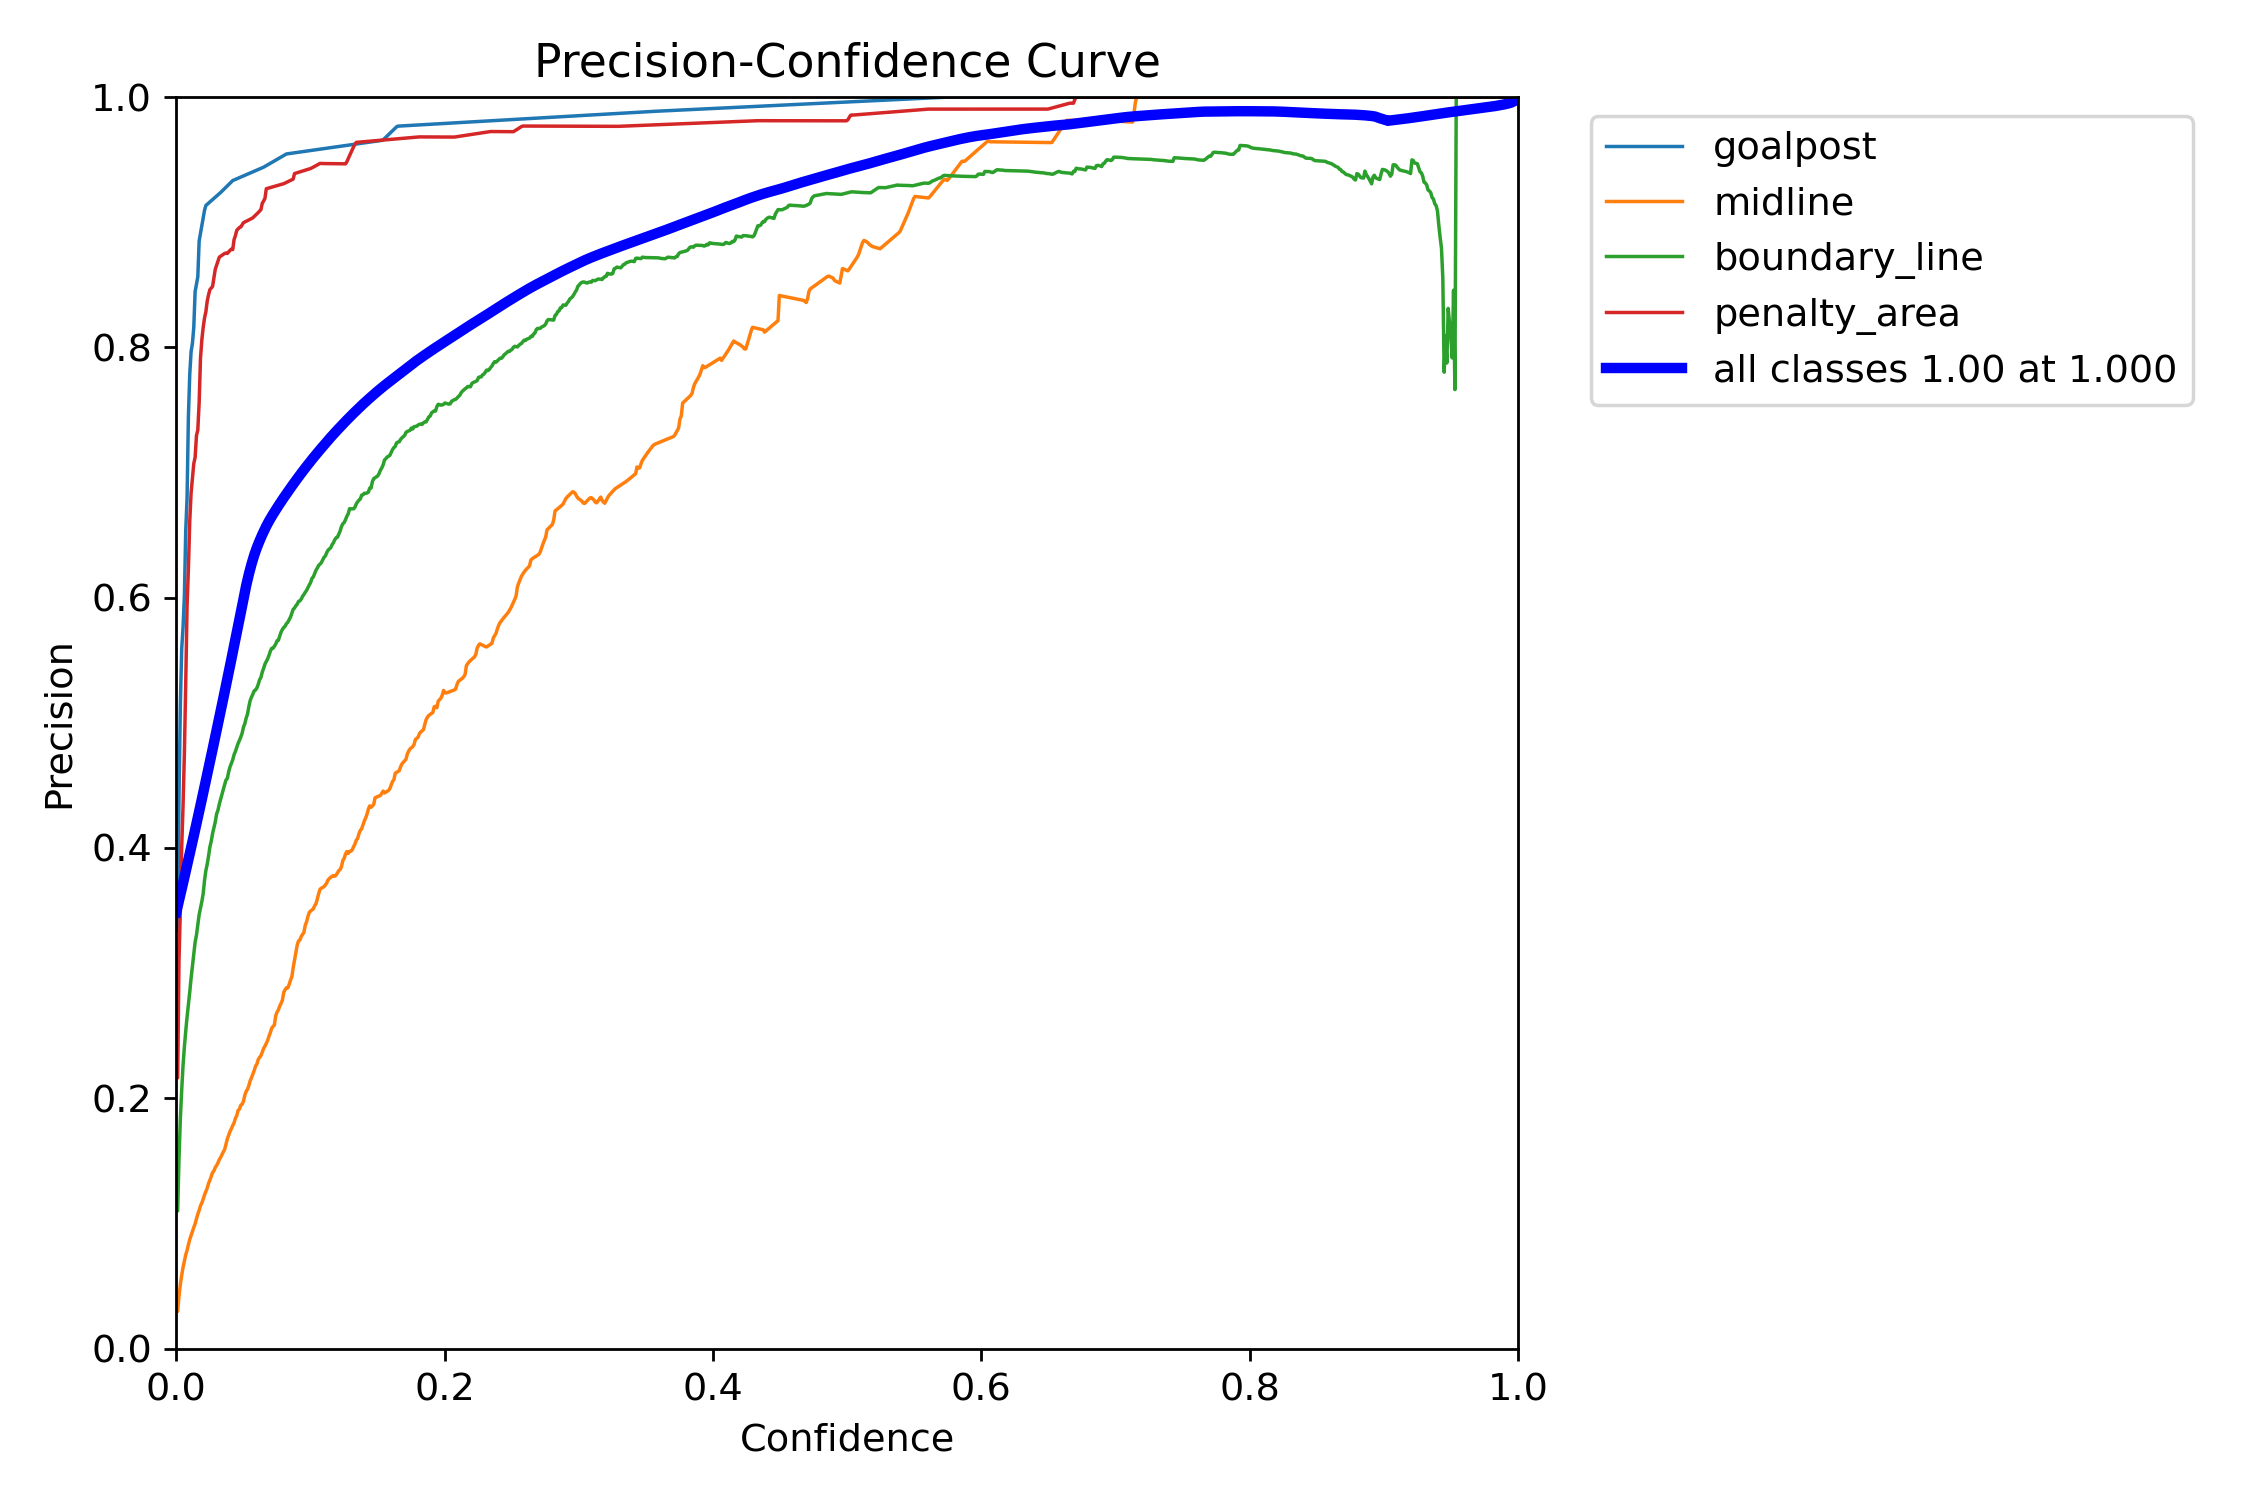 Precision-Confidence Curve
1.0
0.8
0.6
0.4
0.2
0.0
Precision
0.0 0.2 0.4 0.6 0.8 1.0
Confidence
goalpost
midline
boundary_line
penalty_area
all classes 1.00 at 1.000